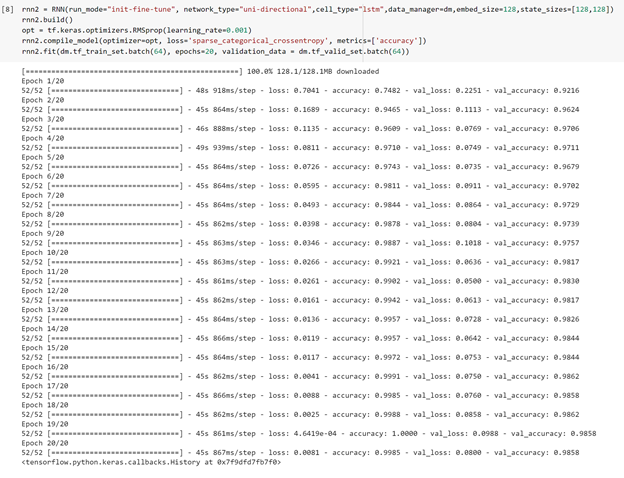 [8] rnn2 = RNN(run_mode="init-fine-tune", network_type="uni-directional",cell_type="lstm",data_manager=dm,embed_size=128,state_sizes=[128,128])
rnn2.build()
opt = tf.keras.optimizers.RMSprop(learning_rate=0.001)
rnn2.compile_model(optimizer=opt, loss='sparse_categorical_crossentropy', metrics=['accuracy'])
rnn2.fit(dm.tf_train_set.batch(64), epochs=20, validation_data = dm.tf_valid_set.batch(64))
[==================================================] 100.0% 128.1/128.1MB downloaded
Epoch 1/20
52/52 [==============================] - 48s 918ms/step - loss: 0.7041 - accuracy: 0.7482 - val_loss: 0.2251 - val_accuracy: 0.9216
Epoch 2/20
52/52 [==============================] - 45s 864ms/step - loss: 0.1689 - accuracy: 0.9465 - val_loss: 0.1113 - val_accuracy: 0.9624
Epoch 3/20
52/52 [==============================] - 46s 888ms/step - loss: 0.1135 - accuracy: 0.9609 - val_loss: 0.0769 - val_accuracy: 0.9706
Epoch 4/20
52/52 [==============================] - 49s 939ms/step - loss: 0.0811 - accuracy: 0.9710 - val_loss: 0.0749 - val_accuracy: 0.9711
Epoch 5/20
52/52 [==============================] - 45s 864ms/step - loss: 0.0726 - accuracy: 0.9743 - val_loss: 0.0735 - val_accuracy: 0.9679
Epoch 6/20
52/52 [==============================] - 45s 864ms/step - loss: 0.0595 - accuracy: 0.9811 - val_loss: 0.0911 - val_accuracy: 0.9702
Epoch 7/20
52/52 [==============================] - 45s 864ms/step - loss: 0.0493 - accuracy: 0.9844 - val_loss: 0.0864 - val_accuracy: 0.9729
Epoch 8/20
52/52 [==============================] - 45s 862ms/step - loss: 0.0398 - accuracy: 0.9878 - val_loss: 0.0804 - val_accuracy: 0.9739
Epoch 9/20
52/52 [==============================] - 45s 863ms/step - loss: 0.0346 - accuracy: 0.9887 - val_loss: 0.1018 - val_accuracy: 0.9757
Epoch 10/20
52/52 [==============================] - 45s 863ms/step - loss: 0.0266 - accuracy: 0.9921 - val_loss: 0.0636 - val_accuracy: 0.9817
Epoch 11/20
52/52 [==============================] - 45s 861ms/step - loss: 0.0261 - accuracy: 0.9902 - val_loss: 0.0500 - val_accuracy: 0.9830
Epoch 12/20
52/52 [==============================] - 45s 862ms/step - loss: 0.0161 - accuracy: 0.9942 - val_loss: 0.0613 - val_accuracy: 0.9817
Epoch 13/20
52/52 [==============================] - 45s 864ms/step - loss: 0.0136 - accuracy: 0.9957 - val_loss: 0.0728 - val_accuracy: 0.9826
Epoch 14/20
52/52 [==============================] - 45s 866ms/step - loss: 0.0119 - accuracy: 0.9957 - val_loss: 0.0642 - val_accuracy: 0.9844
Epoch 15/20
52/52 [==============================] - 45s 864ms/step - loss: 0.0117 - accuracy: 0.9972 - val_loss: 0.0753 - val_accuracy: 0.9844
Epoch 16/20
52/52 [==============================] - 45s 862ms/step - loss: 0.0041 - accuracy: 0.9991 - val_loss: 0.0750 - val_accuracy: 0.9862
Epoch 17/20
52/52 [==============================] - 45s 866ms/step - loss: 0.0088 - accuracy: 0.9985 - val_loss: 0.0760 - val_accuracy: 0.9858
Epoch 18/20
52/52 [==============================] - 45s 862ms/step - loss: 0.0025 - accuracy: 0.9988 - val_loss: 0.0858 - val_accuracy: 0.9862
Epoch 19/20
52/52 [==============================] - 45s 861ms/step - loss: 4.6419e-04 - accuracy: 1.0000 - val_loss: 0.0988 - val_accuracy: 0.9858
Epoch 20/20
52/52 [==============================] - 45s 867ms/step - loss: 0.0081 - accuracy: 0.9985 - val_loss: 0.0800 - val_accuracy: 0.9858
<tensorflow.python.keras.callbacks.History at 0x7f9dfd7fb7f0>